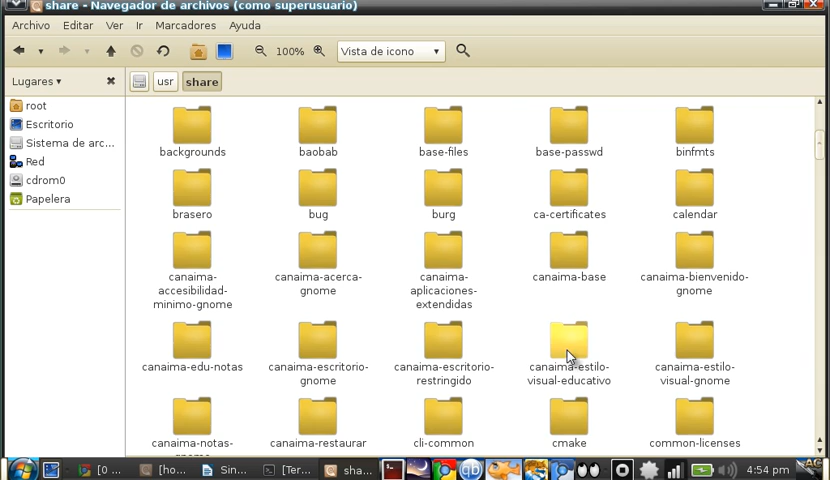 share - Navegador de archivos (como superusuario)
Archivo Editar Ver Ir Marcadores Ayuda
100% Vista de icono
Lugares usr share
root
Escritorio
Sistema de arc...
Red
cdrom0
Papelera
backgrounds baobab base-files base-passwd binfmts
brasero bug burg ca-certificates calendar
canaima-accesibilidad-minimo-gnome canaima-acerca-gnome canaima-aplicaciones-extendidas canaima-base canaima-bienvenido-gnome
canaima-edu-notas canaima-escritorio-gnome canaima-escritorio-restringido canaima-estilo-visual-educativo canaima-estilo-visual-gnome
canaima-notas-gnome canaima-restaurar cli-common cmake common-licenses
[0 ... [ho... Sin... [Ter... sha... qb 4:54 pm